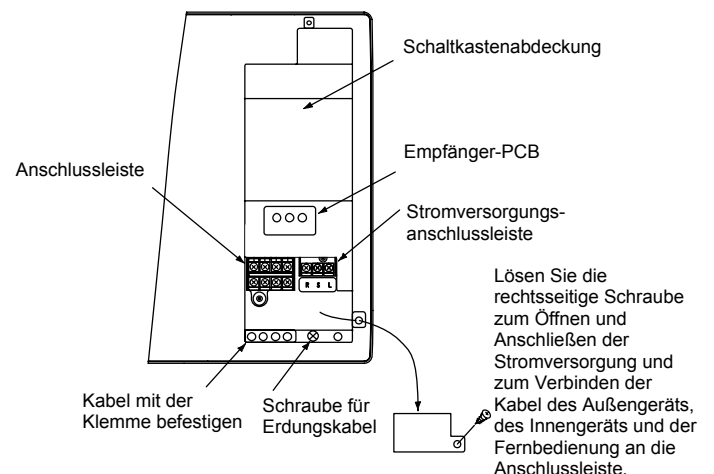 Schaltkastenabdeckung
Empfänger-PCB
Anschlussleiste
Stromversorgungs-
anschlussleiste
R S L
Lösen Sie die
rechtsseitige Schraube
zum Öffnen und
Anschließen der
Stromversorgung und
zum Verbinden der
Kabel des Außengeräts,
des Innengeräts und der
Fernbedienung an die
Anschlussleiste.
Kabel mit der
Klemme befestigen
Schraube für
Erdungskabel